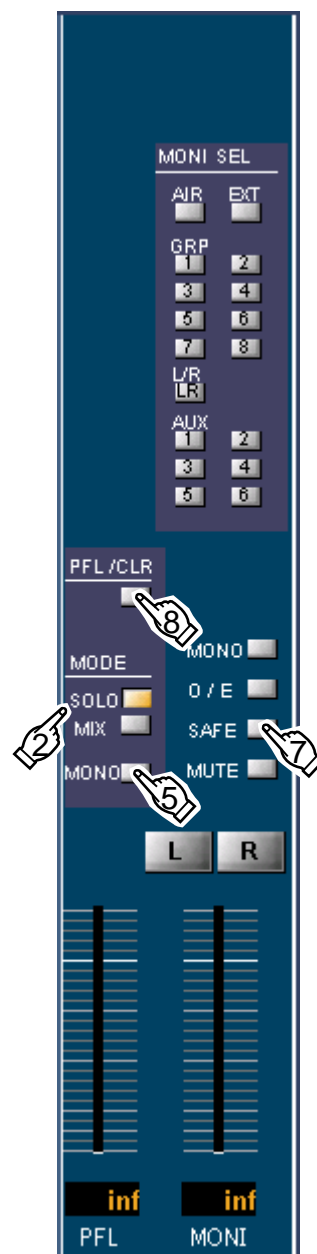 MONI SEL
AIR EXT
GRP
1 2
3 4
5 6
7 8
L/R
LR
AUX
1 2
3 4
5 6
PFL/CLR
8
MONO
MODE
SOLO O/E
2
MIX SAFE
7
MONO MUTE
5
L R
inf inf
PFL MONI